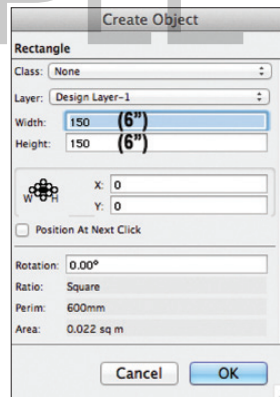 Create Object
Rectangle
Class: None
Layer: Design Layer-1
Width: 150 (6")
Height: 150 (6")
X: 0
W H
Y: 0
Position At Next Click
Rotation: 0.00°
Ratio: Square
Perim: 600mm
Area: 0.022 sq m
Cancel OK